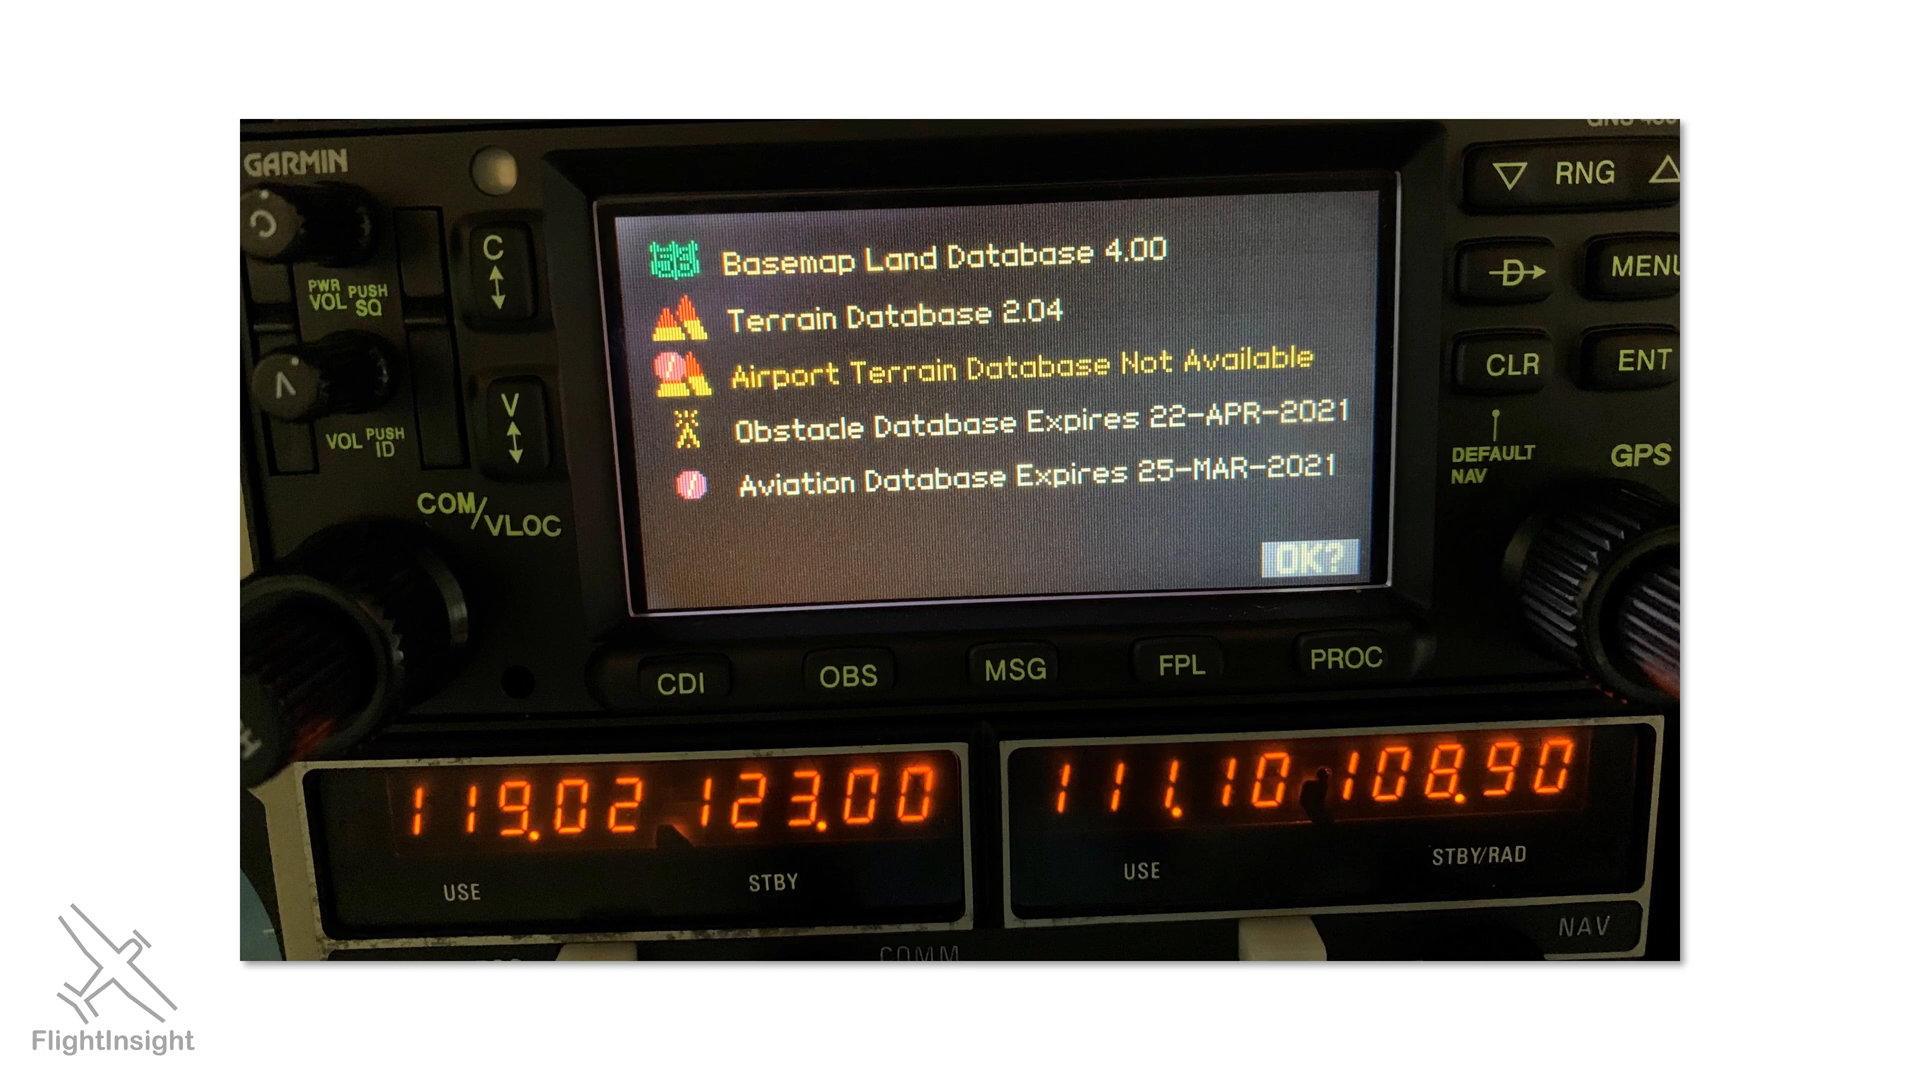 GARMIN
C
PWR
VOL PUSH
SQ
VOL PUSH
ID
V
COM/VLOC
RNG
D
MENU
CLR
ENT
DEFAULT
NAV
GPS
Basemap Land Database 4.00
Terrain Database 2.04
Airport Terrain Database Not Available
Obstacle Database Expires 22-APR-2021
Aviation Database Expires 25-MAR-2021
OK?
CDI OBS MSG FPL PROC
119.02 123.00 111.10 108.90
USE STBY USE STBY/RAD
COMM NAV
FlightInsight